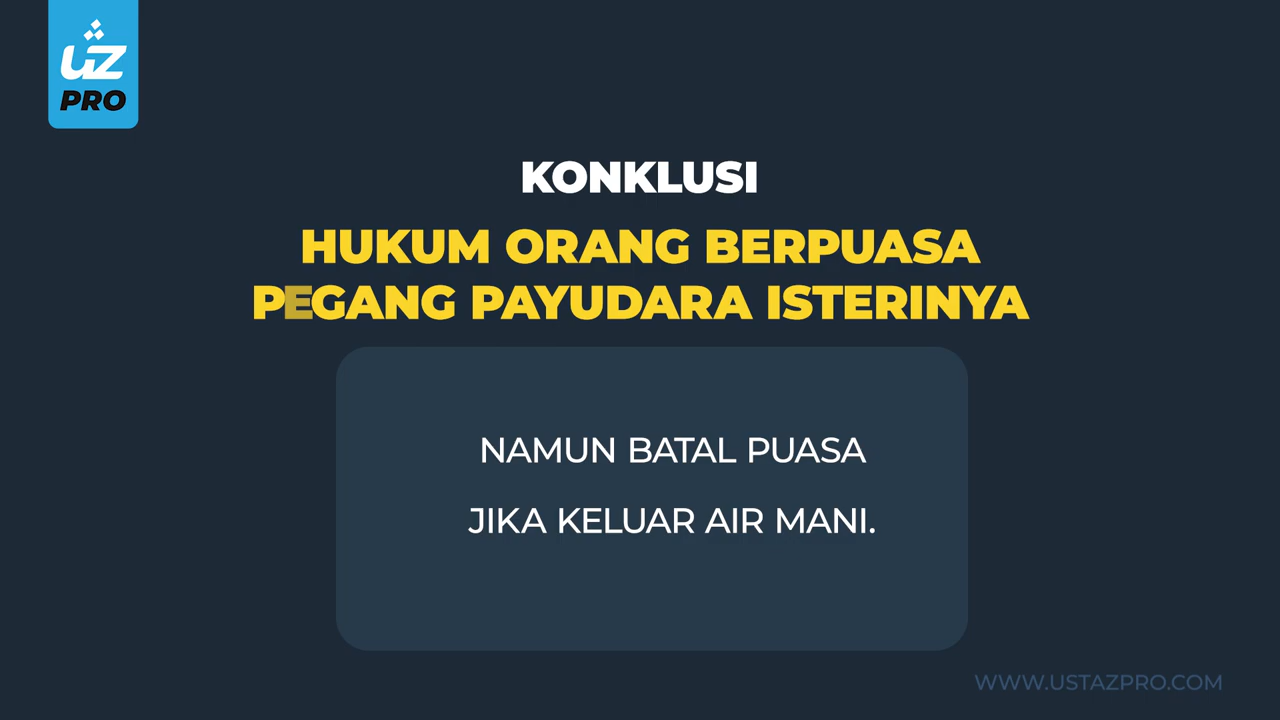 UZ
PRO
KONKLUSI
HUKUM ORANG BERPUASA
PEGANG PAYUDARA ISTERINYA
NAMUN BATAL PUASA
JIKA KELUAR AIR MANI.
WWW.USTAZPRO.COM